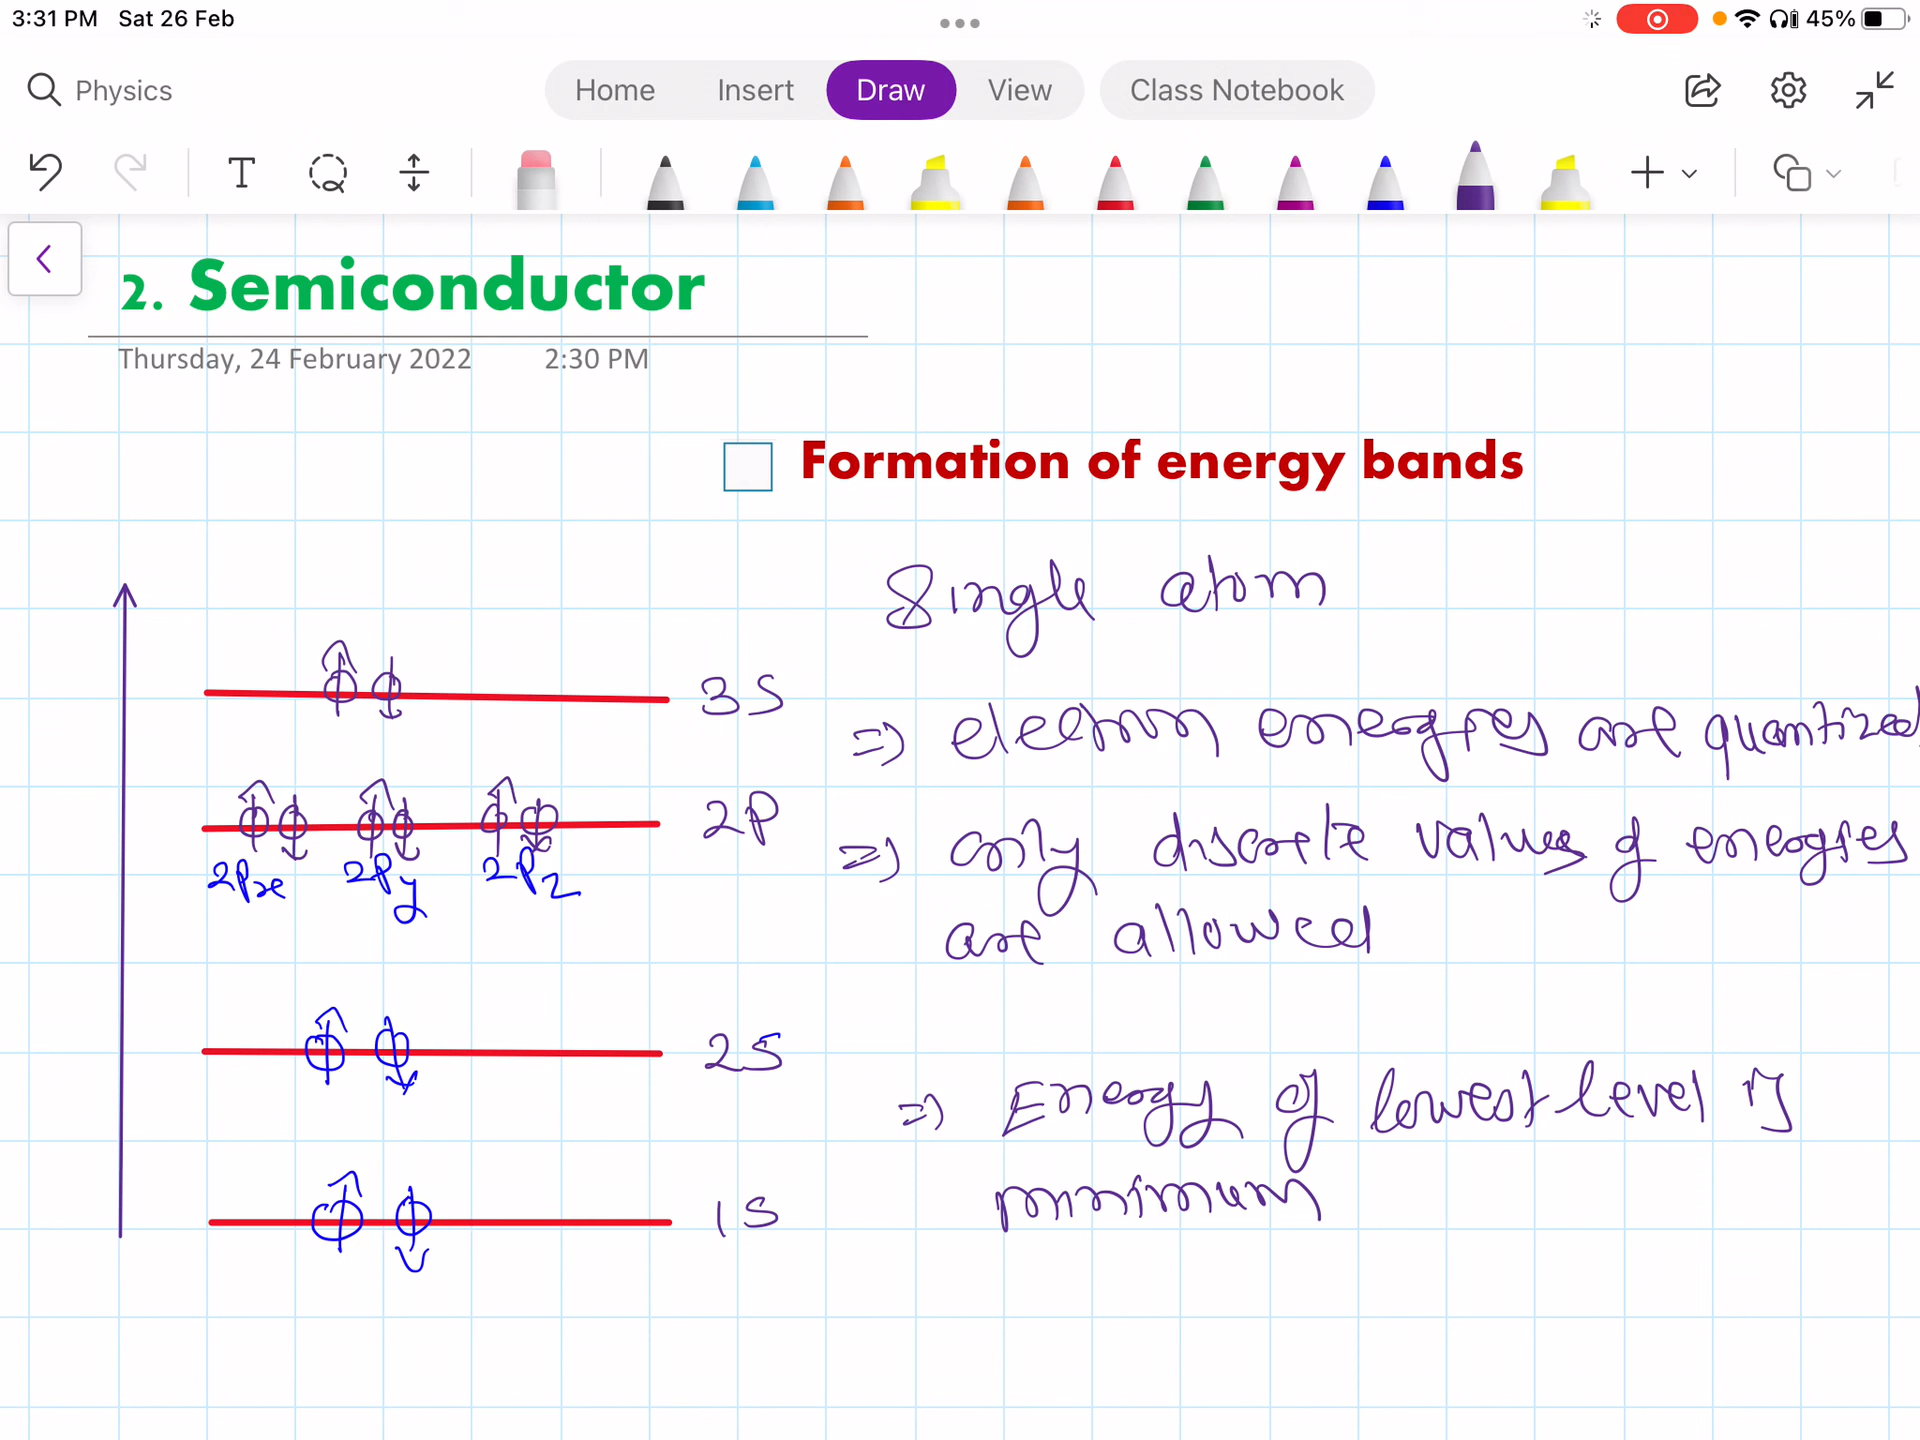 3:31 PM Sat 26 Feb
45%
Physics
Home Insert Draw View Class Notebook
T
2. Semiconductor
Thursday, 24 February 2022 2:30 PM
Formation of energy bands
Single atom
3S
=) electron energies are quantized
2P
=) only discrete values of energies
2Px 2Py 2Pz
are allowed
2S
=) Energy of lowest level is
minimum
1S